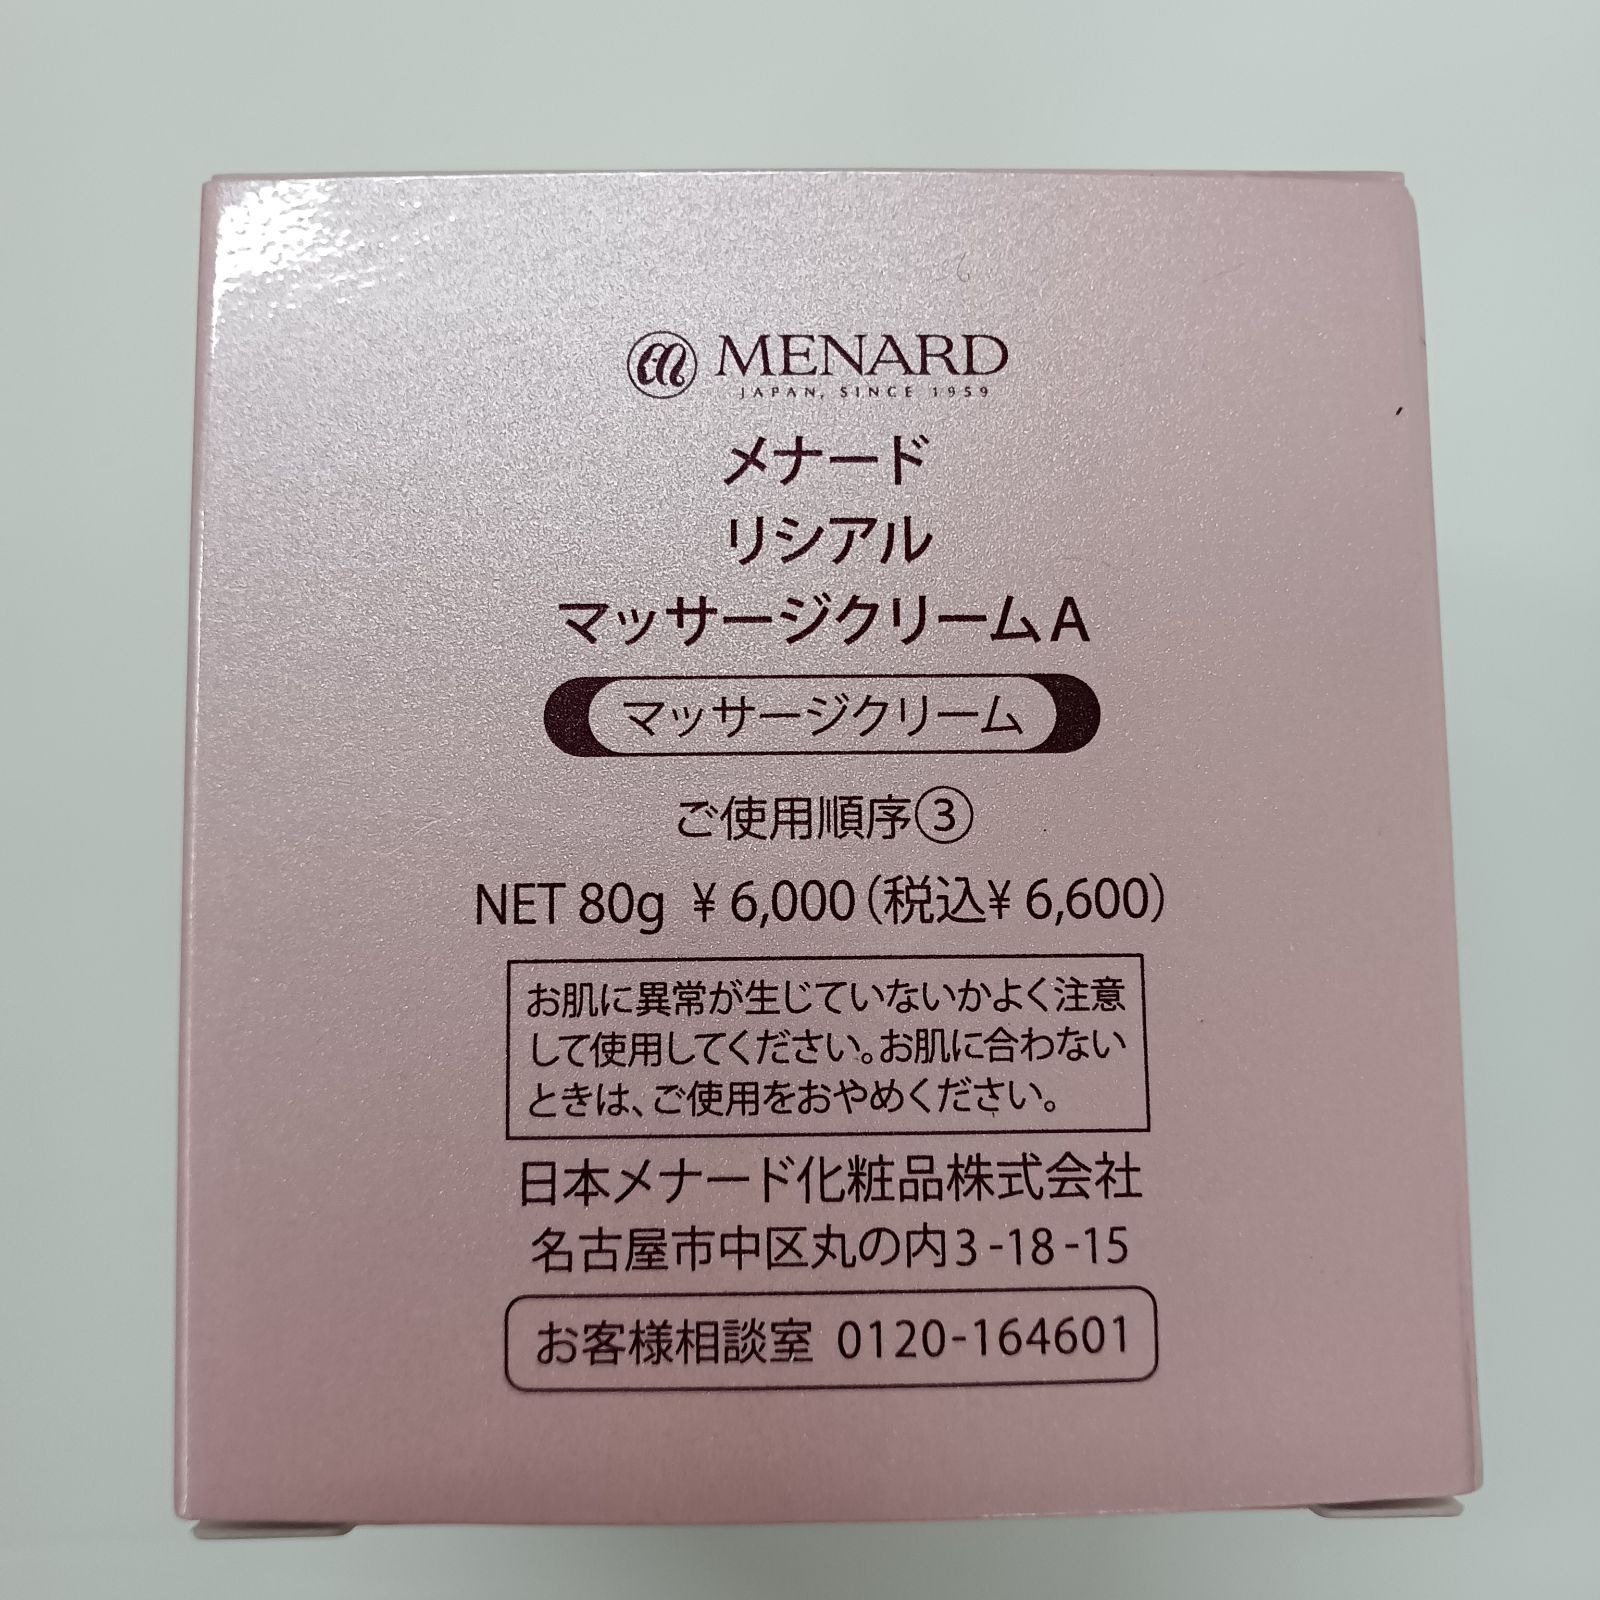 MENARD
JAPAN, SINCE 1959
メナード
リシアル
マッサージクリームA
マッサージクリーム
ご使用順序③
NET 80g ￥6,000（税込￥6,600）
お肌に異常が生じていないかよく注意
して使用してください。お肌に合わない
ときは、ご使用をおやめください。
日本メナード化粧品株式会社
名古屋市中区丸の内3-18-15
お客様相談室 0120-164601